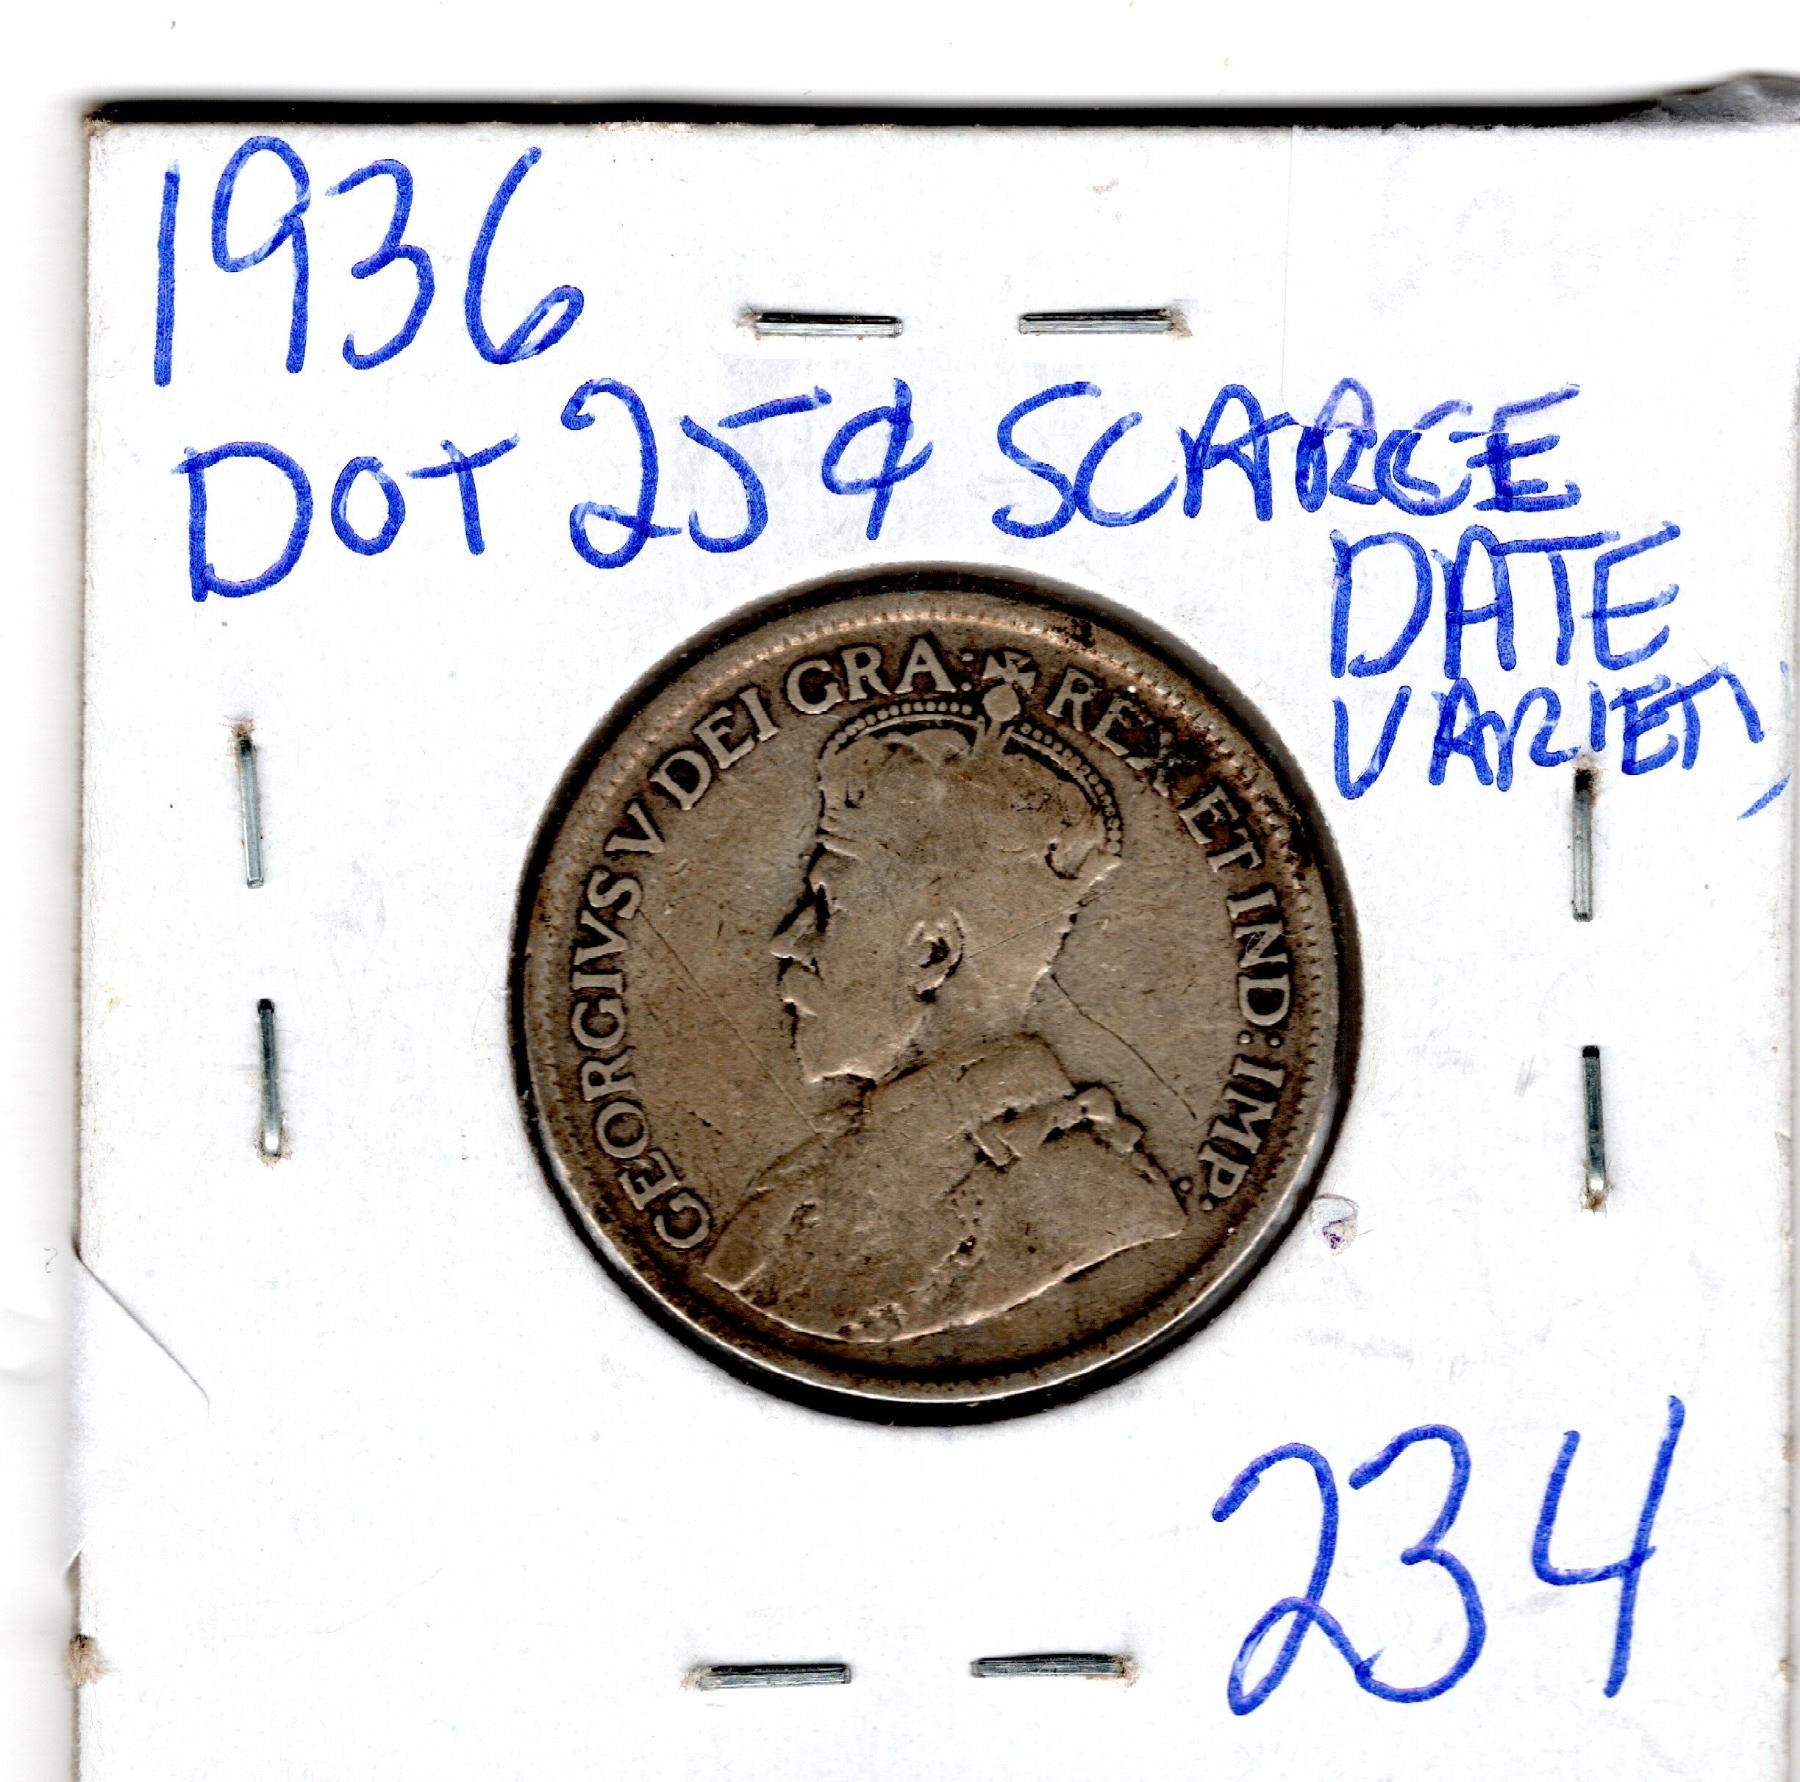 1936
DOT 25¢ SCARCE
DATE
VARIETY
GEORGIVS V DEI GRA: REX ET IND: IMP:
234